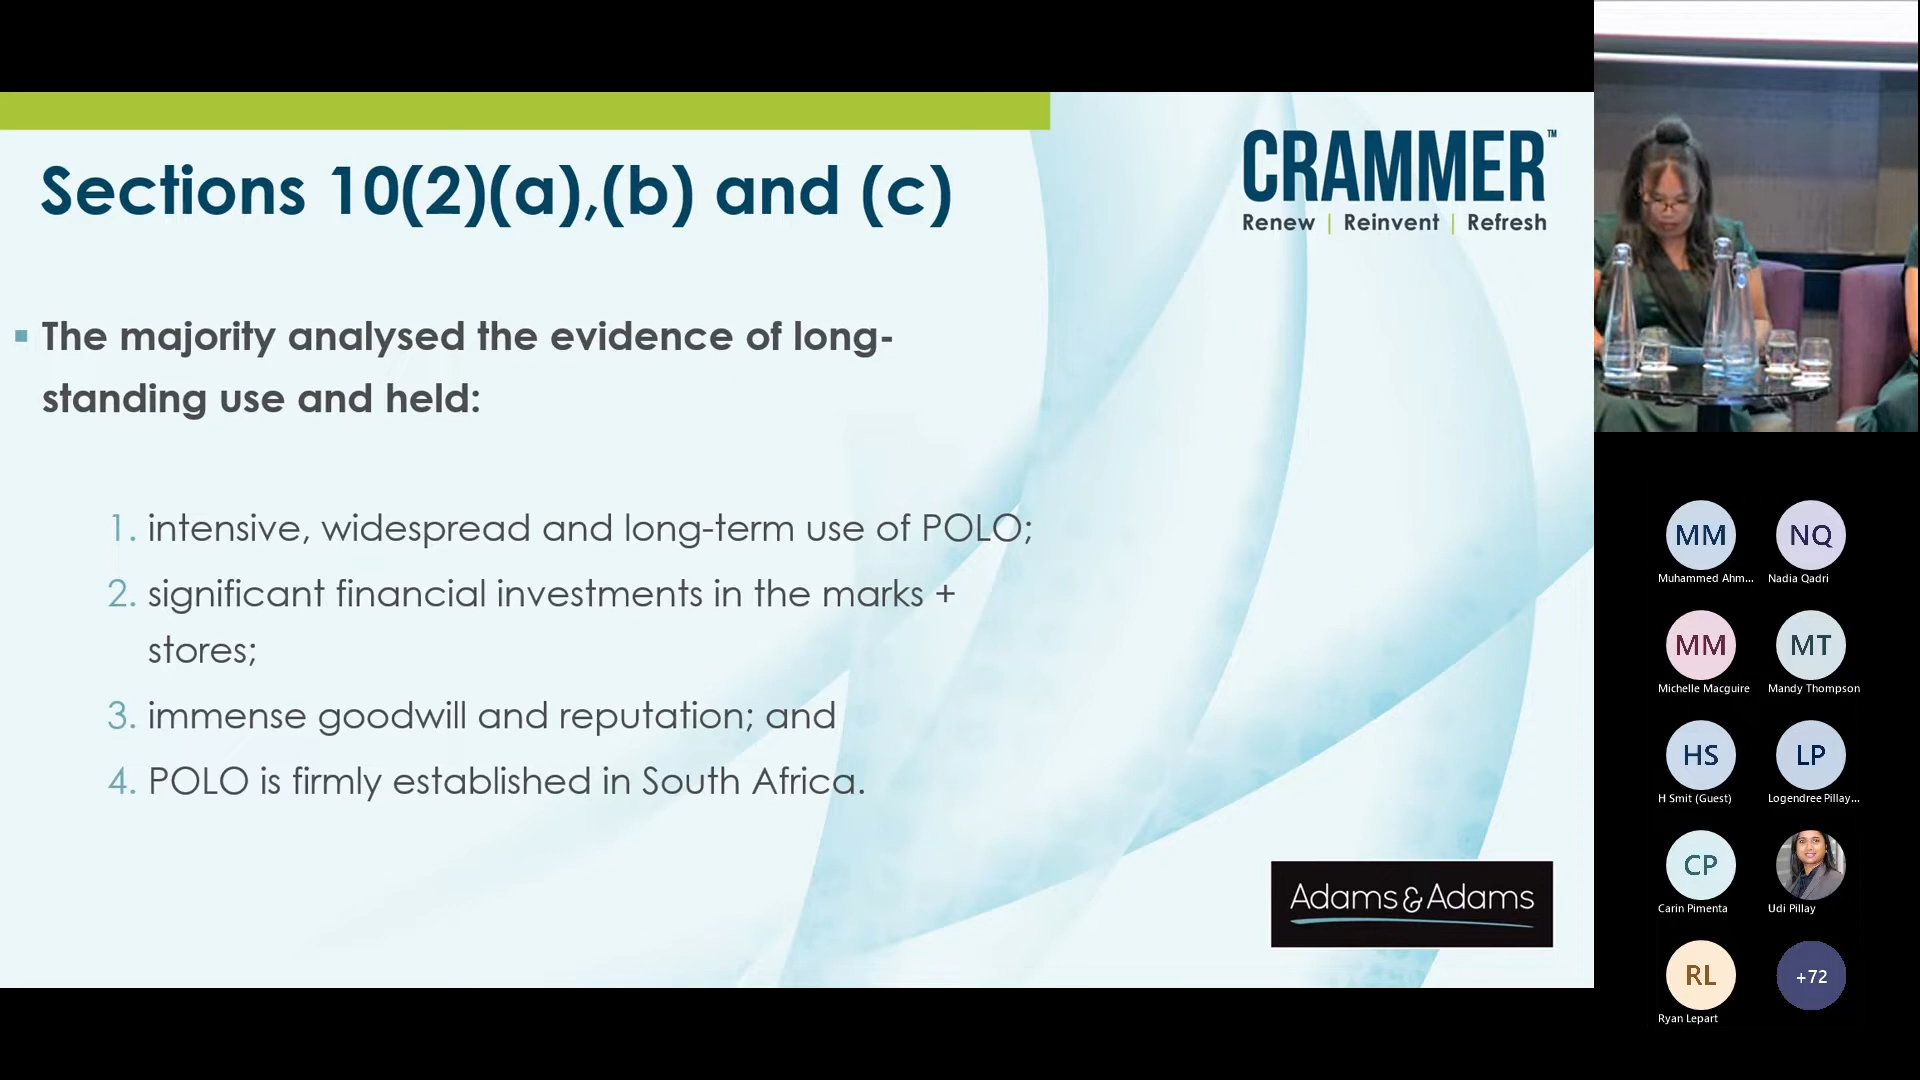 Sections 10(2)(a),(b) and (c)
CRAMMER™
Renew | Reinvent | Refresh
▪ The majority analysed the evidence of long-
standing use and held:
1. intensive, widespread and long-term use of POLO;
2. significant financial investments in the marks +
stores;
3. immense goodwill and reputation; and
4. POLO is firmly established in South Africa.
Adams&Adams
MM NQ
Muhammed Ahm... Nadia Qadri
MM MT
Michelle Macguire Mandy Thompson
HS LP
H Smit (Guest) Logendree Pillay...
CP
Carin Pimenta Udi Pillay
RL +72
Ryan Lepart